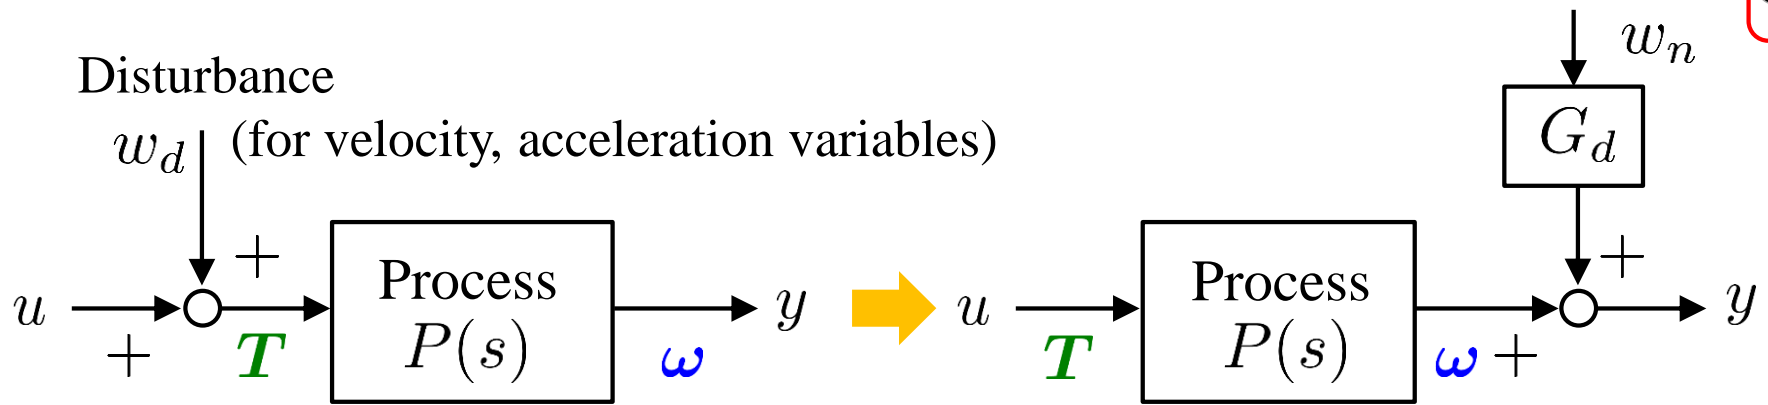 Disturbance
w_d (for velocity, acceleration variables)
u
+
+
T
Process
P(s)
ω
y
u
T
Process
P(s)
ω +
w_n
G_d
+
y